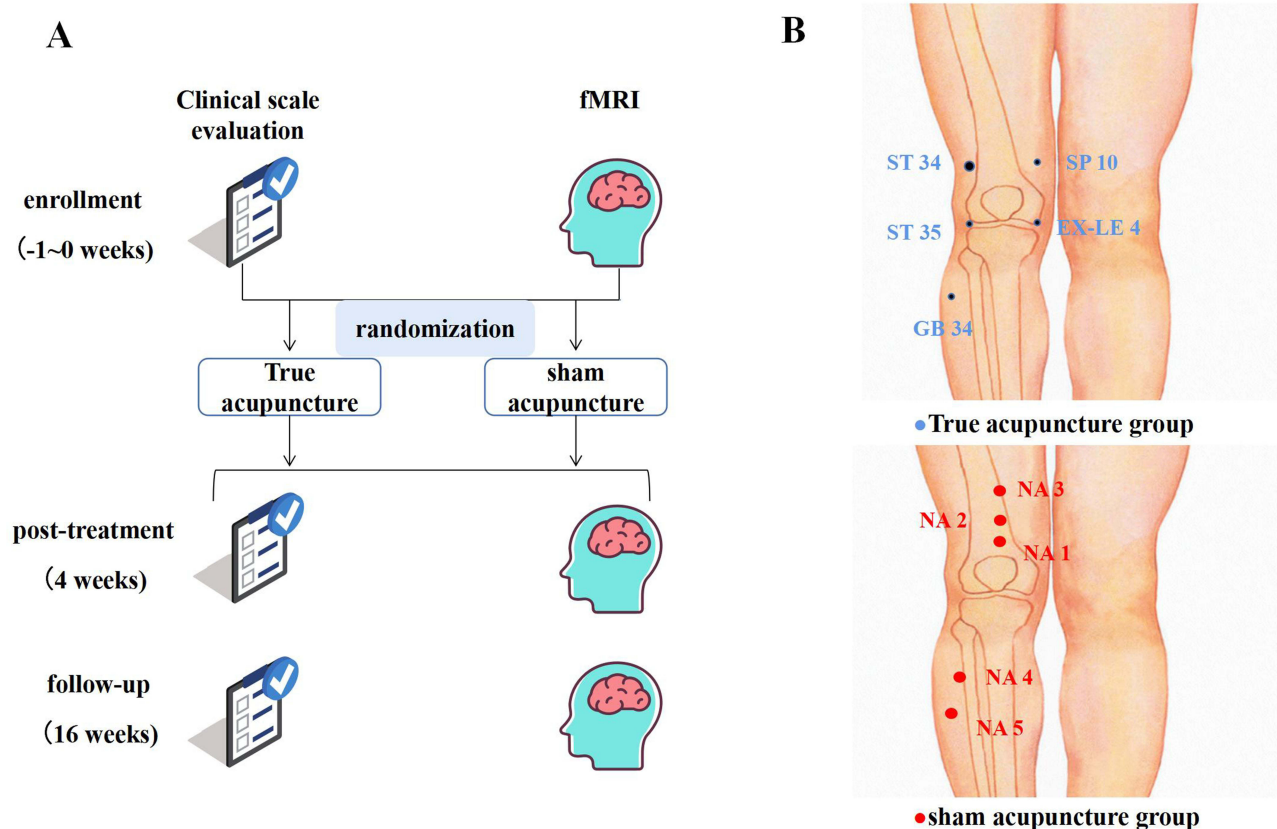 A
Clinical scale
evaluation
fMRI
enrollment
(-1~0 weeks)
randomization
True
acupuncture
sham
acupuncture
post-treatment
(4 weeks)
follow-up
(16 weeks)
B
ST 34
SP 10
ST 35
EX-LE 4
GB 34
True acupuncture group
NA 3
NA 2
NA 1
NA 4
NA 5
sham acupuncture group